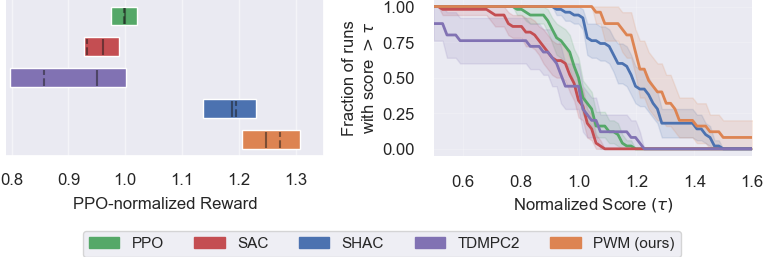 0.8 0.9 1.0 1.1 1.2 1.3
PPO-normalized Reward
Fraction of runs
with score > τ
1.00
0.75
0.50
0.25
0.00
0.6 0.8 1.0 1.2 1.4 1.6
Normalized Score (τ)
PPO SAC SHAC TDMPC2 PWM (ours)